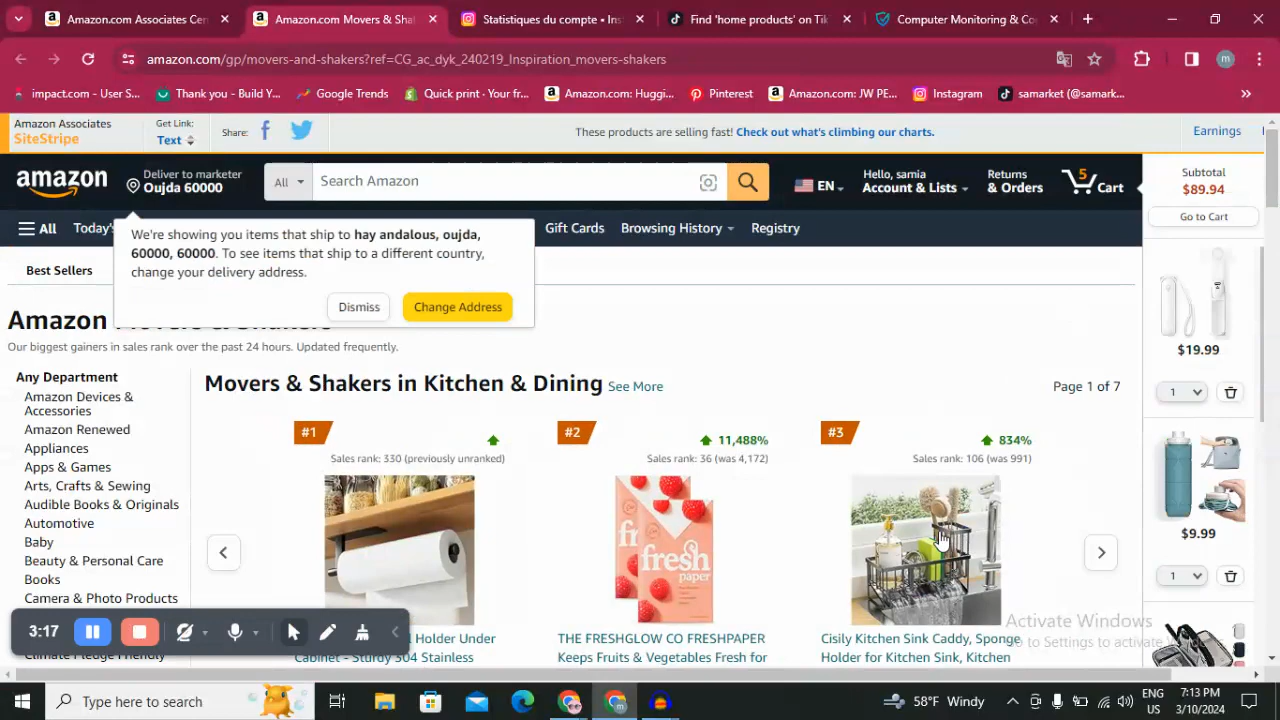 Amazon.com Associates Cen
Amazon.com Movers & Sha
Statistiques du compte • Ins
Find 'home products' on Tik
Computer Monitoring & Co
amazon.com/gp/movers-and-shakers?ref=CG_ac_dyk_240219_Inspiration_movers-shakers
m
impact.com - User S...
Thank you - Build Y...
Google Trends
Quick print · Your fr...
Amazon.com: Huggi...
Pinterest
Amazon.com: JW PE...
Instagram
samarket (@samark...
Amazon Associates
SiteStripe
Get Link:
Text
Share:
These products are selling fast! Check out what's climbing our charts.
Earnings
amazon
Deliver to marketer
Oujda 60000
All
Search Amazon
EN
Hello, samia
Account & Lists
Returns
& Orders
5
Cart
Subtotal
$89.94
Go to Cart
All
Today's
Gift Cards
Browsing History
Registry
We're showing you items that ship to hay andalous, oujda,
60000, 60000. To see items that ship to a different country,
change your delivery address.
Dismiss
Change Address
Best Sellers
Amazon Movers & Shakers
Our biggest gainers in sales rank over the past 24 hours. Updated frequently.
Any Department
Amazon Devices &
Accessories
Amazon Renewed
Appliances
Apps & Games
Arts, Crafts & Sewing
Audible Books & Originals
Automotive
Baby
Beauty & Personal Care
Books
Camera & Photo Products
Climate Pledge Friendly
Movers & Shakers in Kitchen & Dining See More
Page 1 of 7
#1
Sales rank: 330 (previously unranked)
Holder Under
Cabinet - Sturdy 304 Stainless
#2
11,488%
Sales rank: 36 (was 4,172)
fresh
paper
THE FRESHGLOW CO FRESHPAPER
Keeps Fruits & Vegetables Fresh for
#3
834%
Sales rank: 106 (was 991)
Cisily Kitchen Sink Caddy, Sponge
Holder for Kitchen Sink, Kitchen
$19.99
1
$9.99
1
Activate Windows
Go to Settings to activate Windows.
3:17
Type here to search
58°F Windy
ENG
US
7:13 PM
3/10/2024